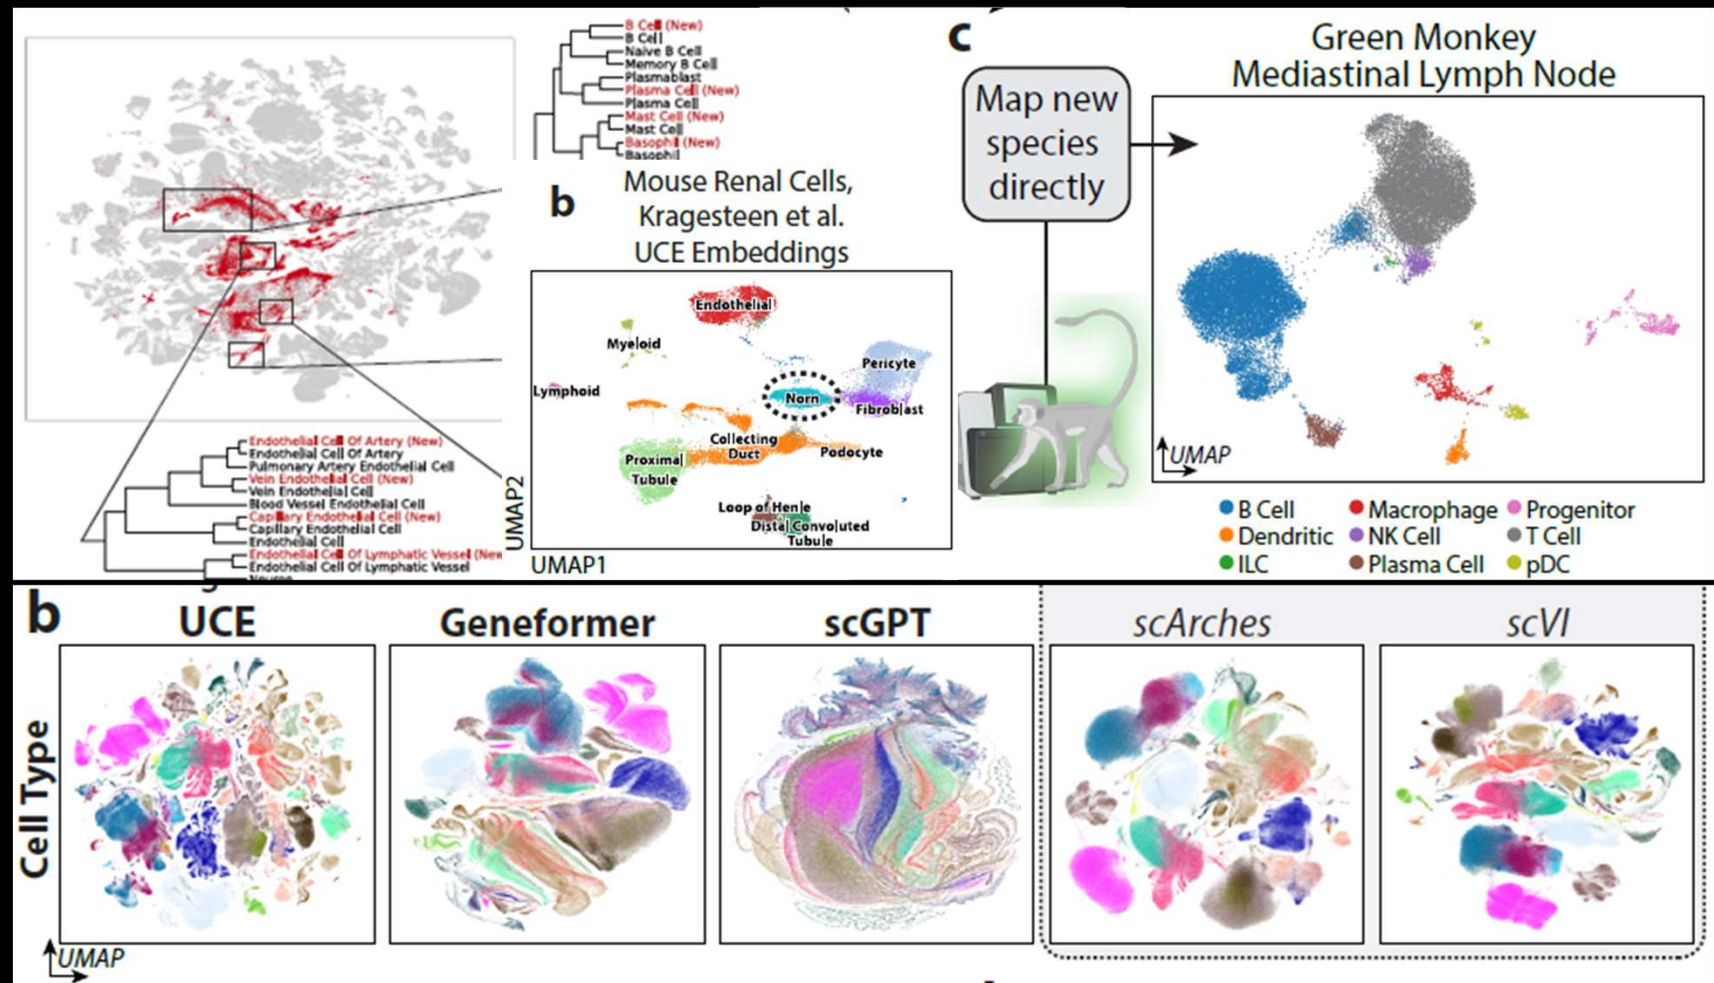 B Cell (New)
B Cell
Naive B Cell
Memory B Cell
Plasmablast
Plasma Cell (New)
Plasma Cell
Mast Cell (New)
Mast Cell
Basophil (New)
Basophil
Endothelial Cell Of Artery (New)
Endothelial Cell Of Artery
Pulmonary Artery Endothelial Cell
Vein Endothelial Cell (New)
Vein Endothelial Cell
Blood Vessel Endothelial Cell
Capillary Endothelial Cell (New)
Capillary Endothelial Cell
Endothelial Cell
Endothelial Cell Of Lymphatic Vessel (New
Endothelial Cell Of Lymphatic Vessel
b
Mouse Renal Cells,
Kragesteen et al.
UCE Embeddings
Endothelial
Myeloid
Pericyte
Lymphoid
Norn
Fibroblast
Collecting
Duct
Podocyte
Proximal
Tubule
Loop of Henle
Distal Convoluted
Tubule
UMAP2
UMAP1
c
Green Monkey
Mediastinal Lymph Node
Map new
species
directly
UMAP
B Cell
Macrophage
Progenitor
Dendritic
NK Cell
T Cell
ILC
Plasma Cell
pDC
b
UCE
Geneformer
scGPT
scArches
scVI
Cell Type
UMAP